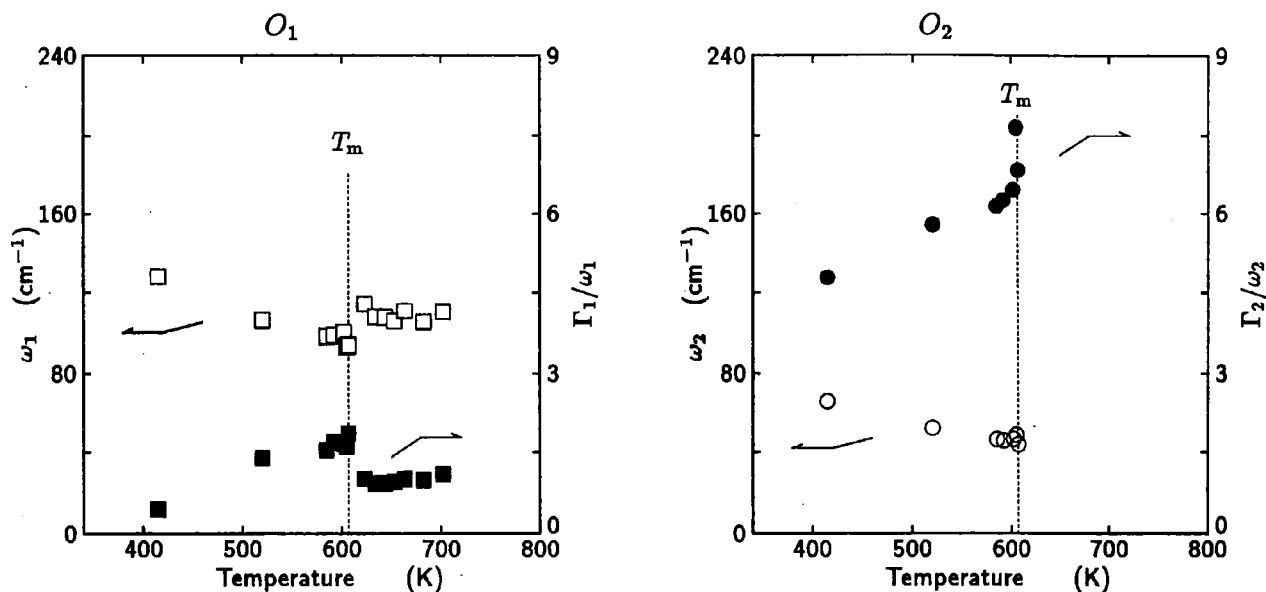 O₁
240
160
80
0
ω₁ (cm⁻¹)
9
6
3
0
Γ₁/ω₁
Tₘ
400 500 600 700 800
Temperature (K)
O₂
240
160
80
0
ω₂ (cm⁻¹)
9
6
3
0
Γ₂/ω₂
Tₘ
400 500 600 700 800
Temperature (K)